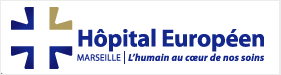 Hôpital Européen
MARSEILLE | L'humain au cœur de nos soins